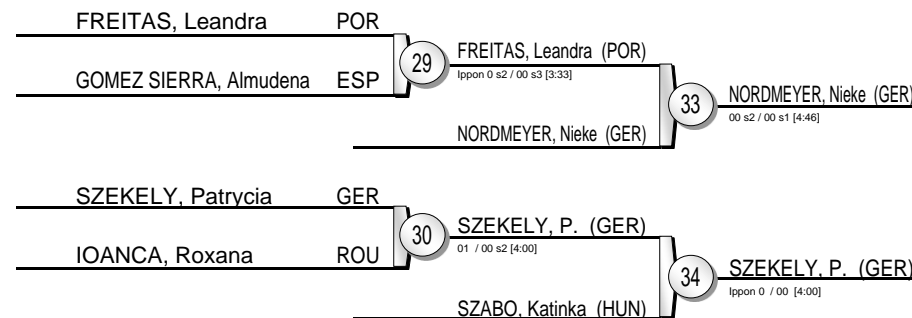 FREITAS, Leandra POR
GOMEZ SIERRA, Almudena ESP
29
FREITAS, Leandra (POR)
Ippon 0 s2 / 00 s3 [3:33]
NORDMEYER, Nieke (GER)
33
NORDMEYER, Nieke (GER)
00 s2 / 00 s1 [4:46]
SZEKELY, Patrycia GER
IOANCA, Roxana ROU
30
SZEKELY, P. (GER)
01 / 00 s2 [4:00]
SZABO, Katinka (HUN)
34
SZEKELY, P. (GER)
Ippon 0 / 00 [4:00]